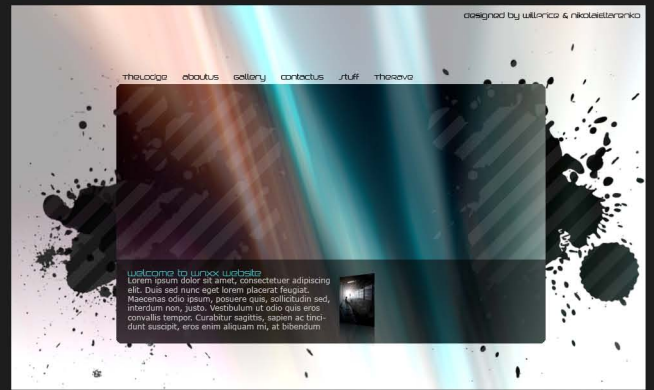 designed by willprice & nikolaiettarenko
thelodge aboutus gallery contactus stuff therave
welcome to wrixx website
Lorem ipsum dolor sit amet, consectetuer adipiscing
elit. Duis sed nunc eget lorem placerat feugiat.
Maecenas odio ipsum, posuere quis, sollicitudin sed,
interdum non, justo. Vestibulum ut odio quis eros
convallis tempor. Curabitur sagittis, sapien ac tinci-
dunt suscipit, eros enim aliquam mi, at bibendum